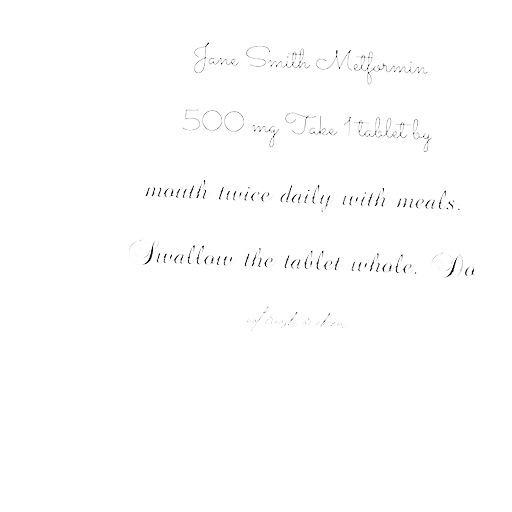 Jane Smith Metformin
500 mg Take 1 tablet by
mouth twice daily with meals.
Swallow the tablet whole. Do